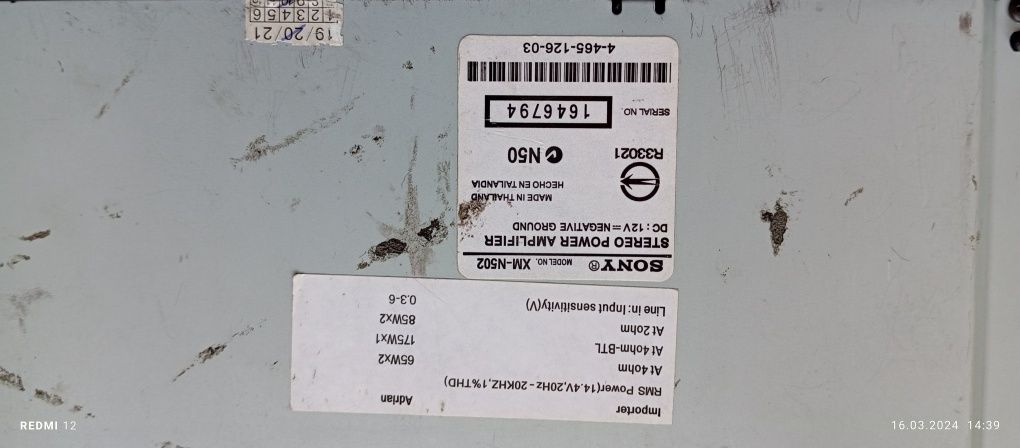 Importer Adrian
RMS Power(14.4V,20Hz - 20KHZ,1%THD)
At 4ohm 65Wx2
At 4ohm-BTL 175Wx1
At 2ohm 85Wx2
Line in: Input sensitivity(V) 0.3-6
SONY® MODEL NO. XM-N502
STEREO POWER AMPLIFIER
DC : 12V NEGATIVE GROUND
MADE IN THAILAND
HECHO EN TAILANDIA
R33021 N50
SERIAL NO. 1646794
4-465-126-03
19/20/21
1 2 3 4 5 6
REDMI 12
16.03.2024 14:39